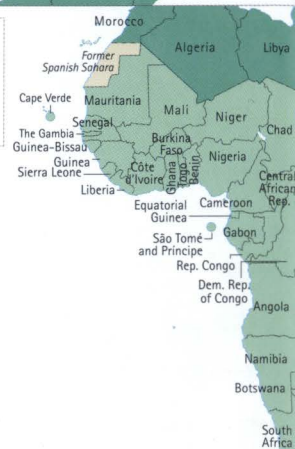 Morocco
Algeria
Libya
Former
Spanish Sahara
Cape Verde
Mauritania
Mali
Niger
Chad
Senegal
The Gambia
Guinea-Bissau
Burkina
Faso
Guinea
Sierra Leone
Côte
d'Ivoire
Ghana
Togo
Benin
Nigeria
Central
African
Rep.
Liberia
Equatorial
Guinea
Cameroon
São Tomé
and Príncipe
Gabon
Rep. Congo
Dem. Rep.
of Congo
Angola
Namibia
Botswana
South
Africa